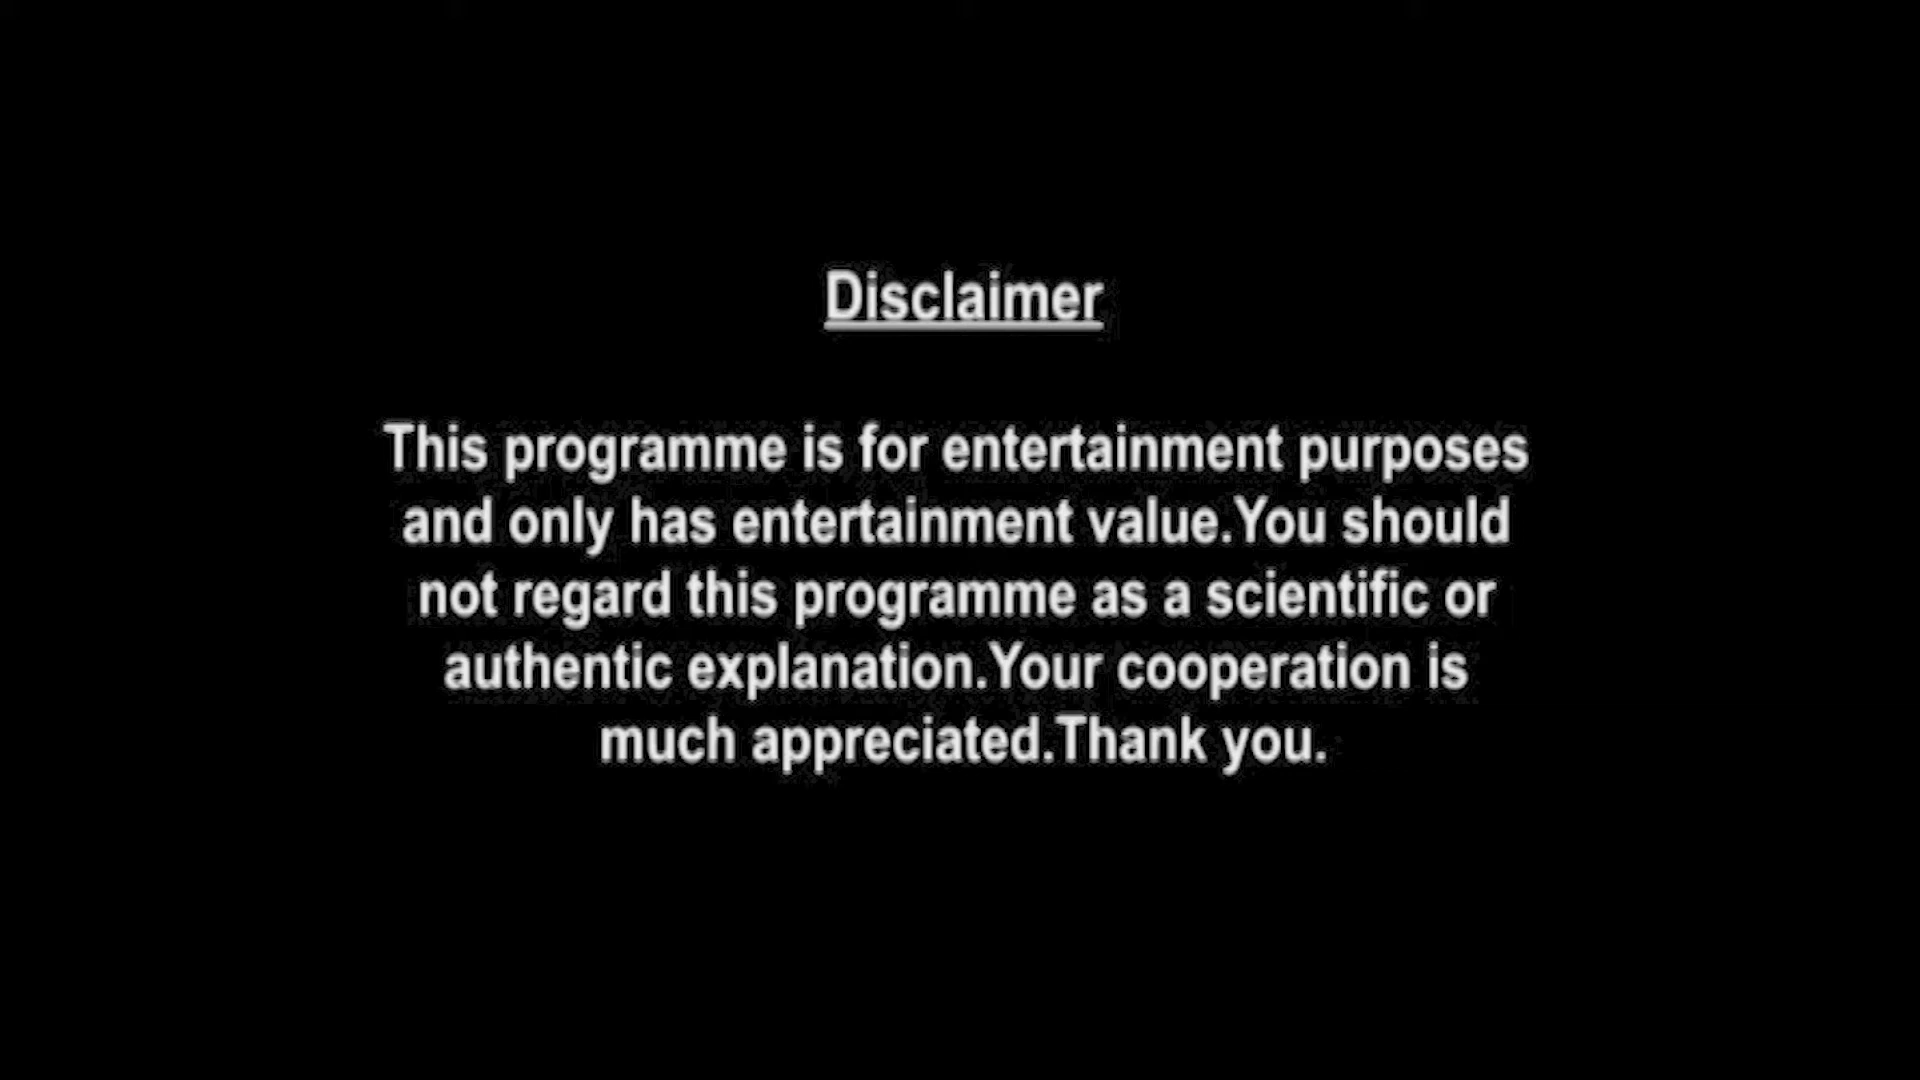 Disclaimer
This programme is for entertainment purposes
and only has entertainment value.You should
not regard this programme as a scientific or
authentic explanation.Your cooperation is
much appreciated.Thank you.